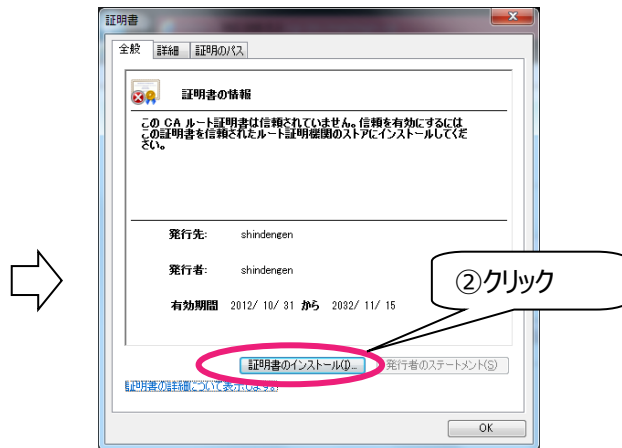 証明書
全般 詳細 証明のパス
証明書の情報
この CA ルート証明書は信頼されていません。信頼を有効にするには
この証明書を信頼されたルート証明機関のストアにインストールしてくだ
さい。
発行先: shindengen
発行者: shindengen
有効期間 2012/ 10/ 31 から 2032/ 11/ 15
②クリック
証明書のインストール(I)... 発行者のステートメント(S)
証明書の詳細について表示します。
OK